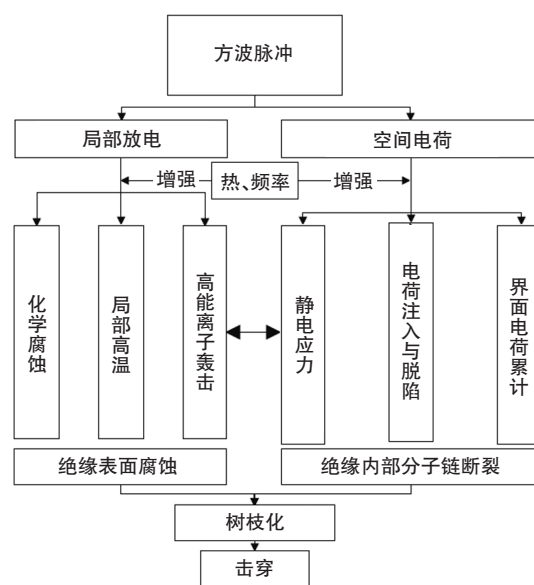 方波脉冲
局部放电
空间电荷
增强
热、频率
增强
化学腐蚀
局部高温
高能离子轰击
静电应力
电荷注入与脱陷
界面电荷累计
绝缘表面腐蚀
绝缘内部分子链断裂
树枝化
击穿